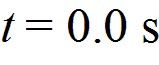 t = 0.0 s